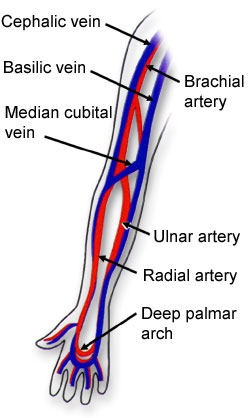 Cephalic vein
Basilic vein
Brachial
artery
Median cubital
vein
Ulnar artery
Radial artery
Deep palmar
arch